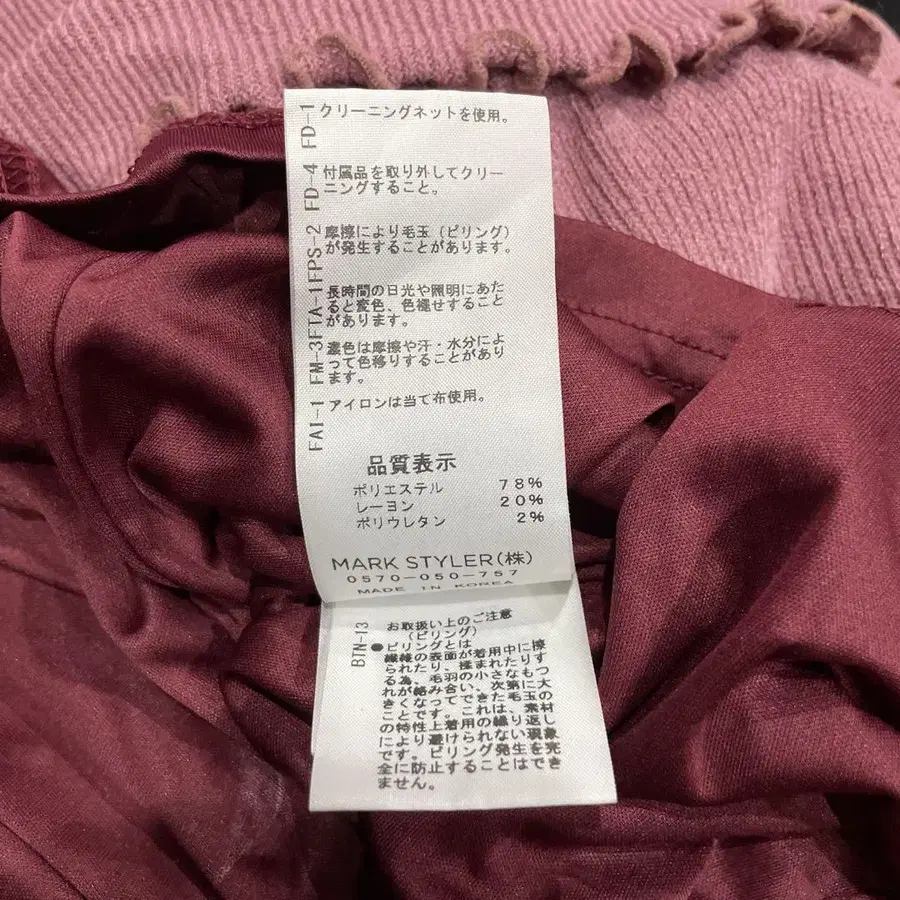 FD-1 クリーニングネットを使用。
FD-4 付属品を取り外してクリー
ニングすること。
FPS-2 摩擦により毛玉(ピリング)
が発生することがあります。
FTA-1 長時間の日光や照明にあた
ると変色、色褪せすること
があります。
FM-3 濃色は摩擦や汗・水分によ
って色移りすることがあり
ます。
FAI-1 アイロンは当て布使用。
品質表示
ポリエステル 78%
レーヨン 20%
ポリウレタン 2%
MARK STYLER(株)
0570-050-757
MADE IN KOREA
BTN-13 お取扱い上のご注意
(ピリング)
●ピリングとは
繊維の表面が着用中に擦
られたり、揉まれたりす
る為、毛羽の小さなもつ
れが絡み合い、次第に大
きくなってできた毛玉の
ことです。これは、素材
の特性上着用の繰り返し
により避けられない現象
です。ピリング発生を完
全に防止することはでき
ません。